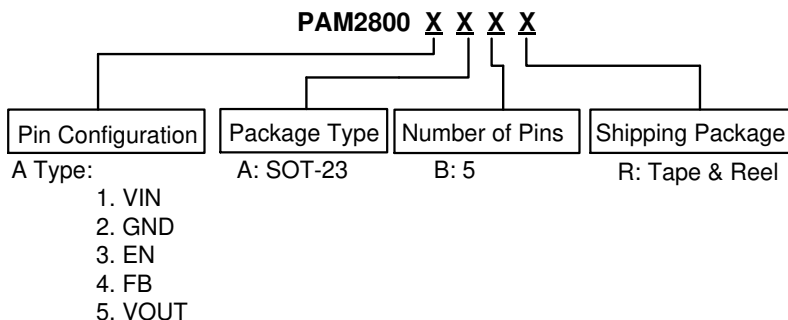 PAM2800 X X X X
Pin Configuration
Package Type
Number of Pins
Shipping Package
A Type:
1. VIN
2. GND
3. EN
4. FB
5. VOUT
A: SOT-23
B: 5
R: Tape & Reel